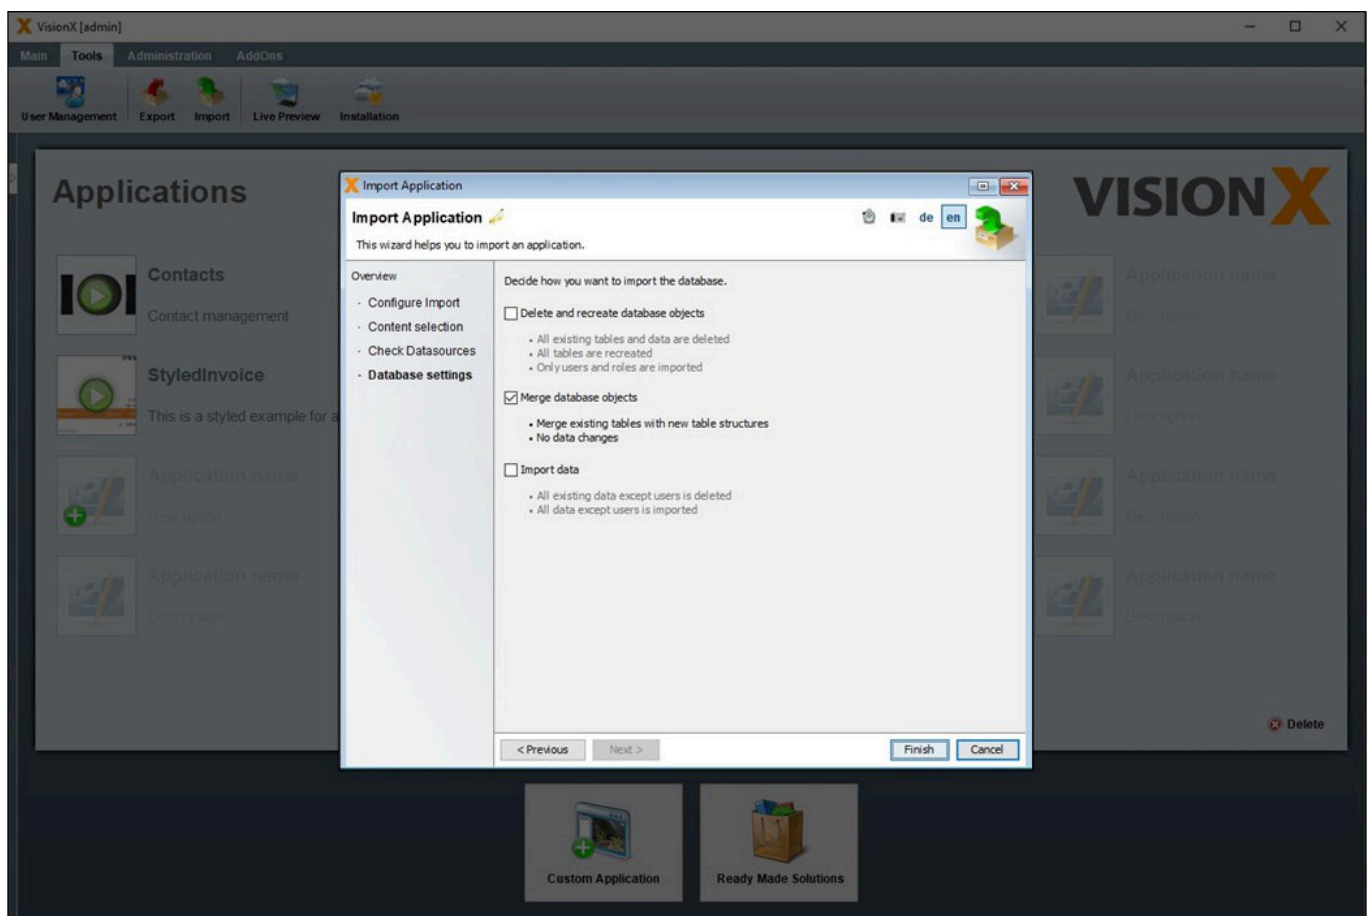 VisionX [admin]
Main Tools Administration AddOns
User Management Export Import Live Preview Installation
Applications
VISIONX
Contacts
Contact management
StyledInvoice
This is a styled example for a
Application name
Description
Application name
Description
Import Application
Import Application
de en
This wizard helps you to import an application.
Overview
· Configure Import
· Content selection
· Check Datasources
· Database settings
Decide how you want to import the database.
Delete and recreate database objects
• All existing tables and data are deleted
• All tables are recreated
• Only users and roles are imported
Merge database objects
• Merge existing tables with new table structures
• No data changes
Import data
• All existing data except users is deleted
• All data except users is imported
< Previous Next > Finish Cancel
Application name
Description
Application name
Description
Application name
Description
Application name
Description
Delete
Custom Application Ready Made Solutions